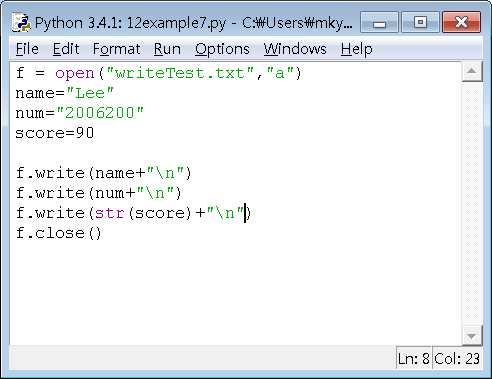 Python 3.4.1: 12example7.py - C:₩Users₩mky...
File Edit Format Run Options Windows Help
f = open("writeTest.txt","a")
name="Lee"
num="2006200"
score=90
f.write(name+"\n")
f.write(num+"\n")
f.write(str(score)+"\n")
f.close()
Ln: 8 Col: 23